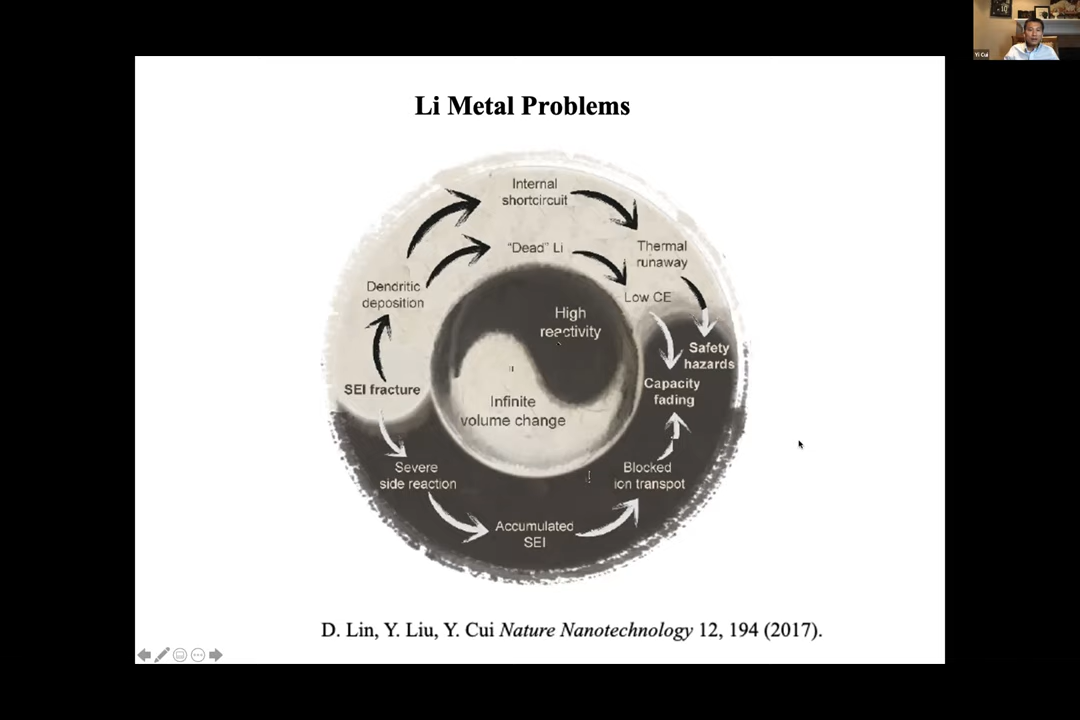 Yi Cui
Li Metal Problems
Internal
shortcircuit
"Dead" Li
Thermal
runaway
Dendritic
deposition
Low CE
High
reactivity
Safety
hazards
SEI fracture
Capacity
fading
Infinite
volume change
Severe
side reaction
Blocked
ion transpot
Accumulated
SEI
D. Lin, Y. Liu, Y. Cui Nature Nanotechnology 12, 194 (2017).